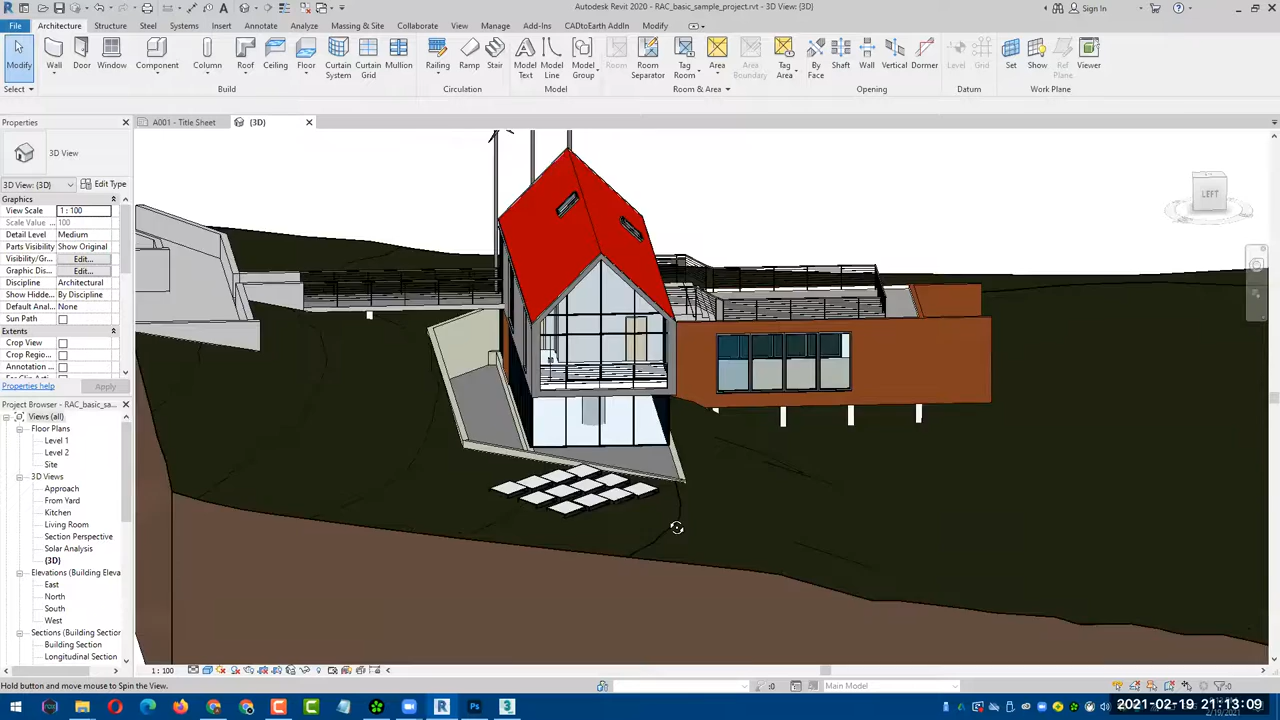 Autodesk Revit 2020 - RAC_basic_sample_project.rvt - 3D View: {3D}
Sign In
File Architecture Structure Steel Systems Insert Annotate Analyze Massing & Site Collaborate View Manage Add-Ins CADtoEarth AddIn Modify
Modify Wall Door Window Component Column Roof Ceiling Floor Curtain System Curtain Grid Mullion Railing Ramp Stair Model Text Model Line Model Group Room Room Separator Tag Room Area Area Boundary Tag Area By Face Shaft Wall Vertical Dormer Level Grid Set Show Ref Plane Viewer
Select Build Circulation Model Room & Area Opening Datum Work Plane
Properties
A001 - Title Sheet
{3D}
3D View
3D View: {3D}
Edit Type
Graphics
View Scale 1 : 100
Scale Value 100
Detail Level Medium
Parts Visibility Show Original
Visibility/Gr... Edit...
Graphic Dis... Edit...
Discipline Architectural
Show Hidde... By Discipline
Default Anal... None
Sun Path
Extents
Crop View
Crop Regio...
Annotation
Properties help
Apply
Project Browser - RAC_basic_sa...
Views (all)
Floor Plans
Level 1
Level 2
Site
3D Views
Approach
From Yard
Kitchen
Living Room
Section Perspective
Solar Analysis
{3D}
Elevations (Building Eleva
East
North
South
West
Sections (Building Section
Building Section
Longitudinal Section
LEFT
1 : 100
Hold button and move mouse to Spin the View.
:0
Main Model
:0
2021-02-19 21:13:09